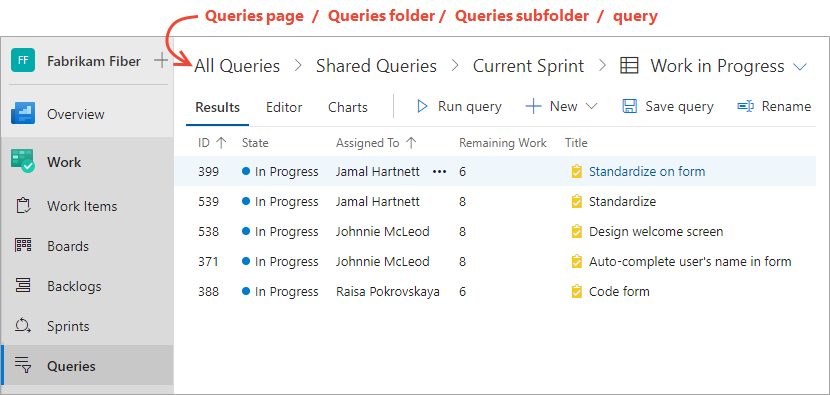 Queries page / Queries folder / Queries subfolder / query
FF Fabrikam Fiber
All Queries Shared Queries Current Sprint Work in Progress
Overview
Results Editor Charts Run query New Save query Rename
ID State Assigned To Remaining Work Title
Work
399 In Progress Jamal Hartnett ••• 6 Standardize on form
Work Items
539 In Progress Jamal Hartnett 8 Standardize
Boards
538 In Progress Johnnie McLeod 8 Design welcome screen
371 In Progress Johnnie McLeod 8 Auto-complete user's name in form
Backlogs
388 In Progress Raisa Pokrovskaya 6 Code form
Sprints
Queries